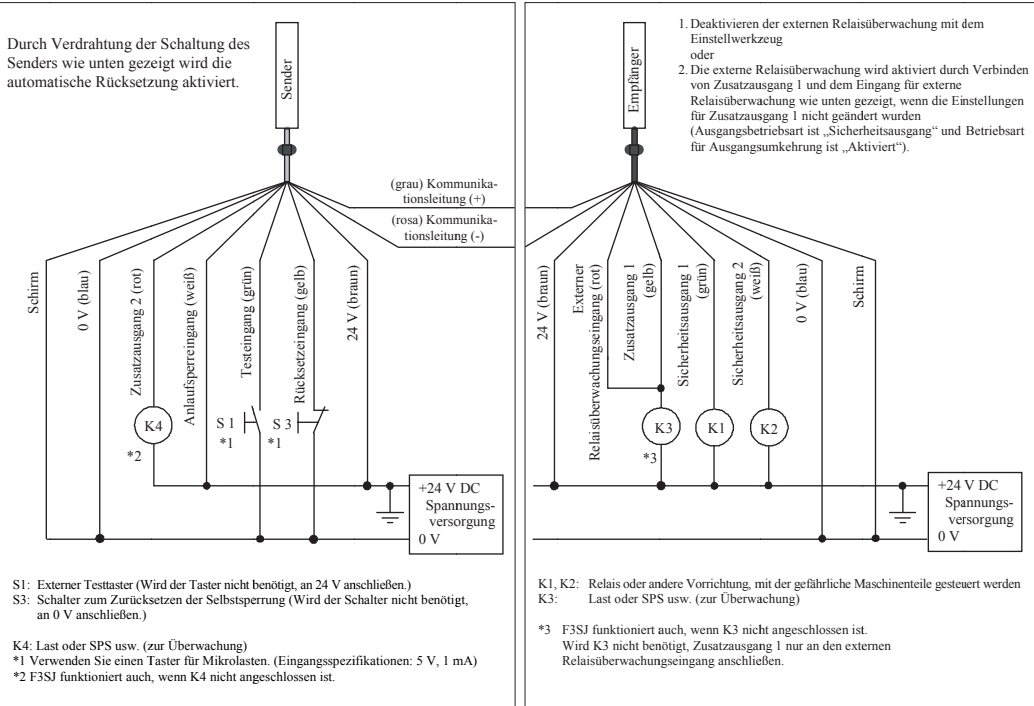 Durch Verdrahtung der Schaltung des
Senders wie unten gezeigt wird die
automatische Rücksetzung aktiviert.
Sender
(grau) Kommunika-
tionsleitung (+)
(rosa) Kommunika-
tionsleitung (-)
Schirm
0 V (blau)
Zusatzausgang 2 (rot)
Anlaufsperreingang (weiß)
Testeingang (grün)
Rücksetzeingang (gelb)
24 V (braun)
K4
*2
S 1
*1
S 3
*1
+24 V DC
Spannungs-
versorgung
0 V
S1: Externer Testtaster (Wird der Taster nicht benötigt, an 24 V anschließen.)
S3: Schalter zum Zurücksetzen der Selbstsperrung (Wird der Schalter nicht benötigt,
an 0 V anschließen.)
K4: Last oder SPS usw. (zur Überwachung)
*1 Verwenden Sie einen Taster für Mikrolasten. (Eingangsspezifikationen: 5 V, 1 mA)
*2 F3SJ funktioniert auch, wenn K4 nicht angeschlossen ist.
Empfänger
1. Deaktivieren der externen Relaisüberwachung mit dem
Einstellwerkzeug
oder
2. Die externe Relaisüberwachung wird aktiviert durch Verbinden
von Zusatzausgang 1 und dem Eingang für externe
Relaisüberwachung wie unten gezeigt, wenn die Einstellungen
für Zusatzausgang 1 nicht geändert wurden
(Ausgangsbetriebsart ist „Sicherheitsausgang“ und Betriebsart
für Ausgangsumkehrung ist „Aktiviert“).
24 V (braun)
Externer
Relaisüberwachungseingang (rot)
Zusatzausgang 1
(gelb)
Sicherheitsausgang 1
(grün)
Sicherheitsausgang 2
(weiß)
0 V (blau)
Schirm
K3
K1
K2
*3
+24 V DC
Spannungs-
versorgung
0 V
K1, K2: Relais oder andere Vorrichtung, mit der gefährliche Maschinenteile gesteuert werden
K3: Last oder SPS usw. (zur Überwachung)
*3 F3SJ funktioniert auch, wenn K3 nicht angeschlossen ist.
Wird K3 nicht benötigt, Zusatzausgang 1 nur an den externen
Relaisüberwachungseingang anschließen.